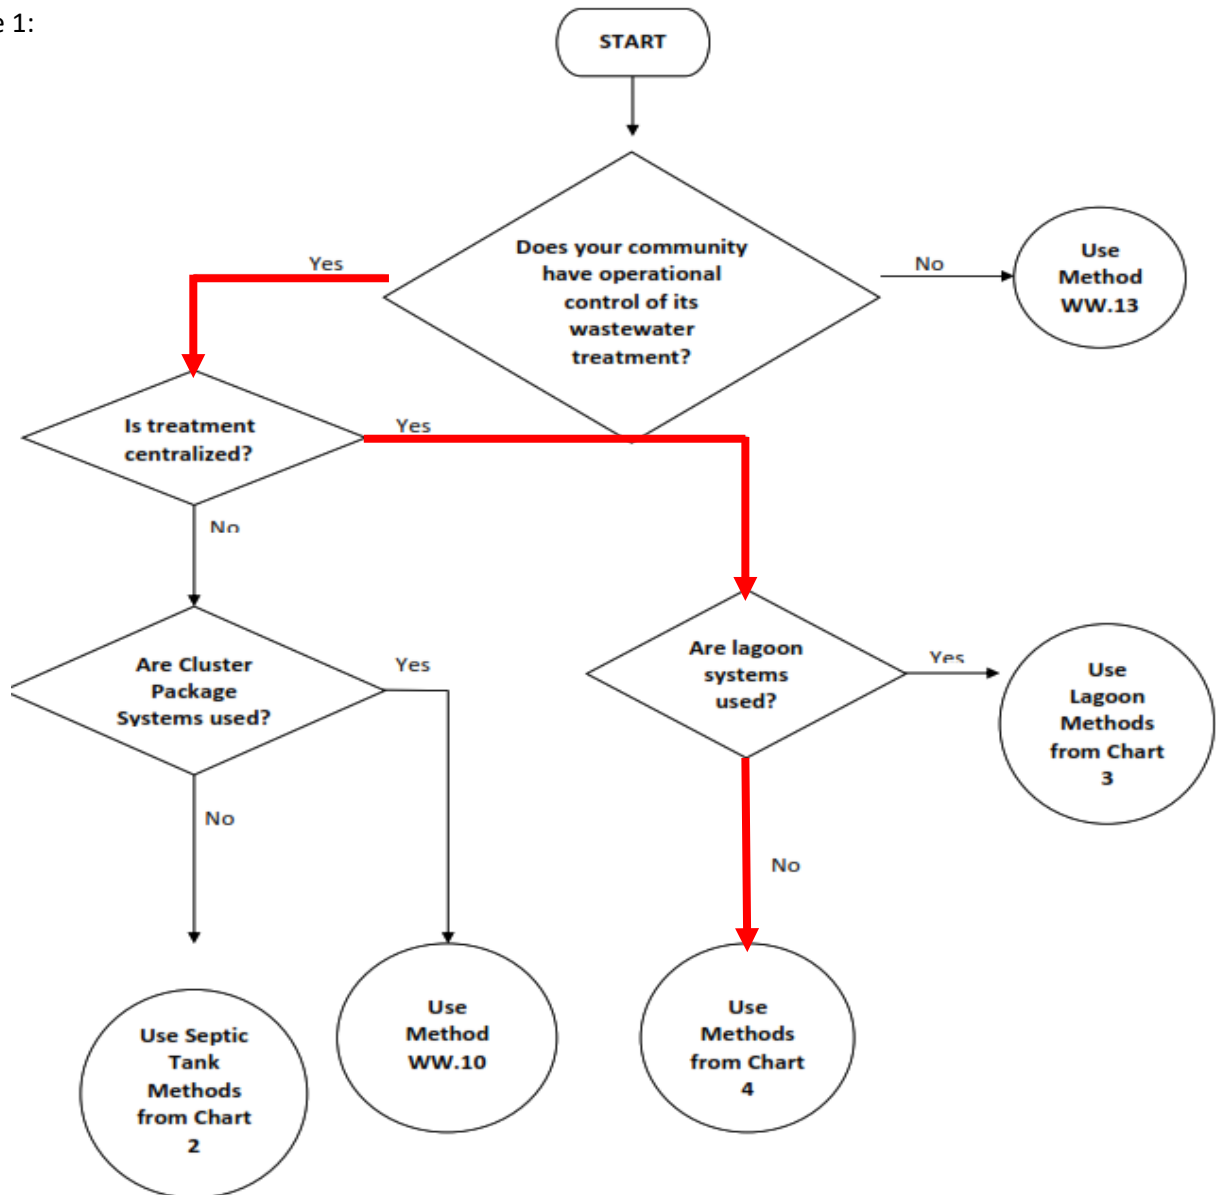 e 1:
START
Does your community
have operational
control of its
wastewater
treatment?
Yes
No
Use
Method
WW.13
Is treatment
centralized?
Yes
No
Are Cluster
Package
Systems used?
Yes
No
Are lagoon
systems
used?
Yes
No
Use
Lagoon
Methods
from Chart
3
Use Septic
Tank
Methods
from Chart
2
Use
Method
WW.10
Use
Methods
from Chart
4